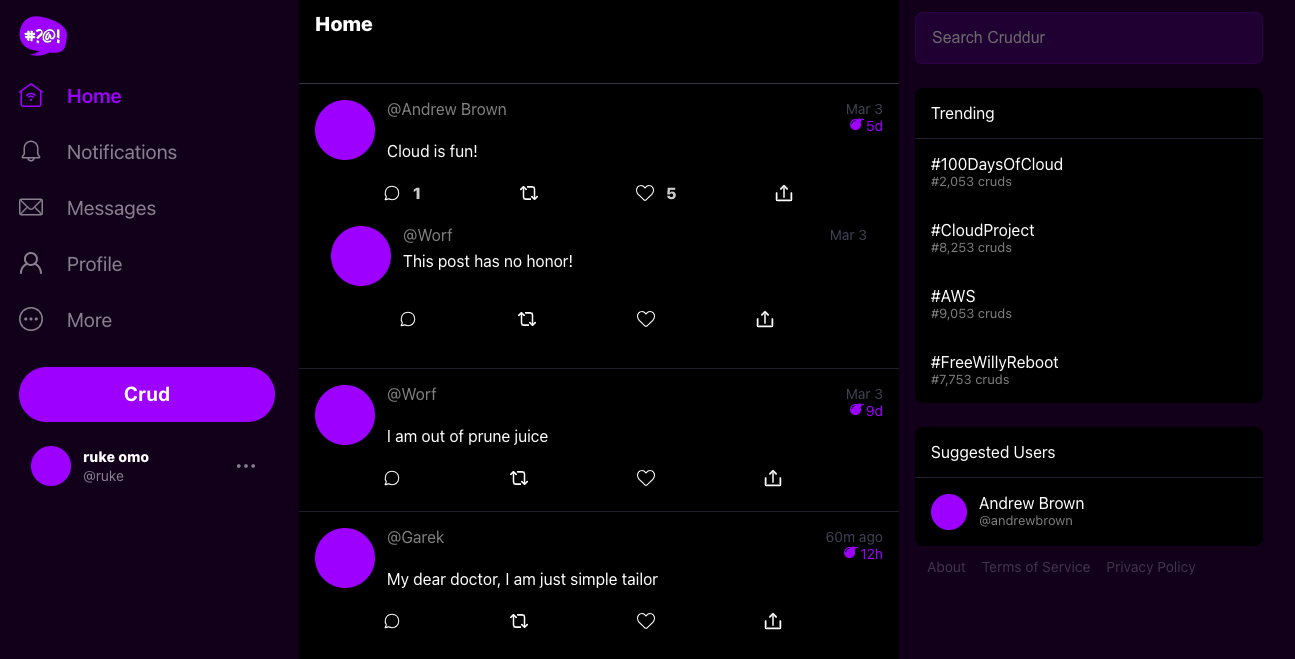 #?@!
Home
Notifications
Messages
Profile
More
Crud
ruke omo
@ruke
Home
@Andrew Brown
Mar 3
5d
Cloud is fun!
1
5
@Worf
Mar 3
This post has no honor!
@Worf
Mar 3
9d
I am out of prune juice
@Garek
60m ago
12h
My dear doctor, I am just simple tailor
Search Cruddur
Trending
#100DaysOfCloud
#2,053 cruds
#CloudProject
#8,253 cruds
#AWS
#9,053 cruds
#FreeWillyReboot
#7,753 cruds
Suggested Users
Andrew Brown
@andrewbrown
About Terms of Service Privacy Policy